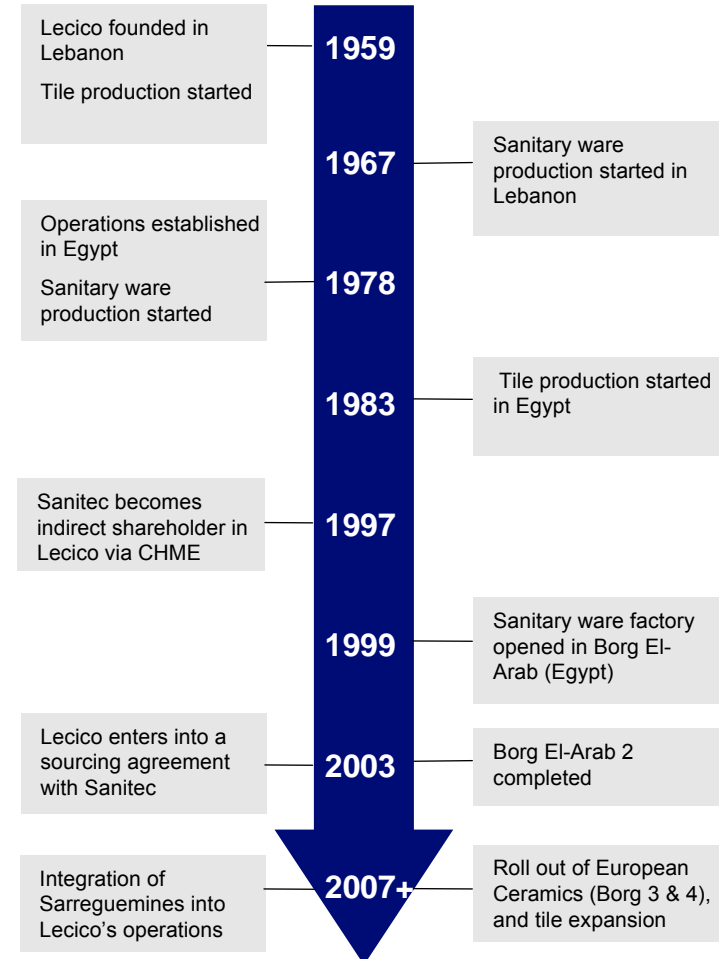 Lecico founded in
Lebanon
Tile production started
1959
1967
Sanitary ware
production started in
Lebanon
Operations established
in Egypt
Sanitary ware
production started
1978
1983
Tile production started
in Egypt
Sanitec becomes
indirect shareholder in
Lecico via CHME
1997
1999
Sanitary ware factory
opened in Borg El-
Arab (Egypt)
Lecico enters into a
sourcing agreement
with Sanitec
2003
Borg El-Arab 2
completed
Integration of
Sarreguemines into
Lecico’s operations
2007+
Roll out of European
Ceramics (Borg 3 & 4),
and tile expansion